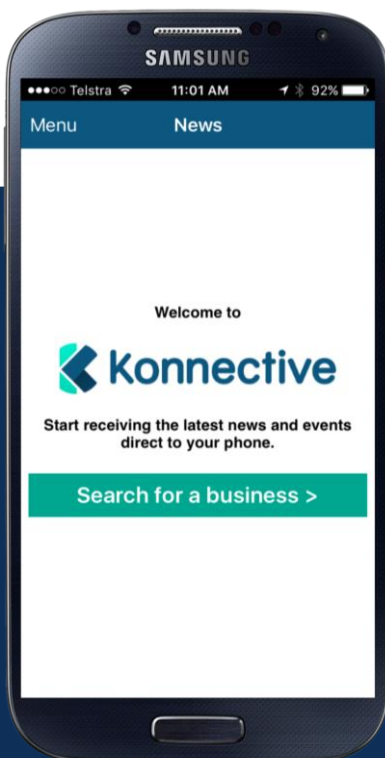 SAMSUNG
Telstra 11:01 AM 92%
Menu News
Welcome to
Konnective
Start receiving the latest news and events
direct to your phone.
Search for a business >